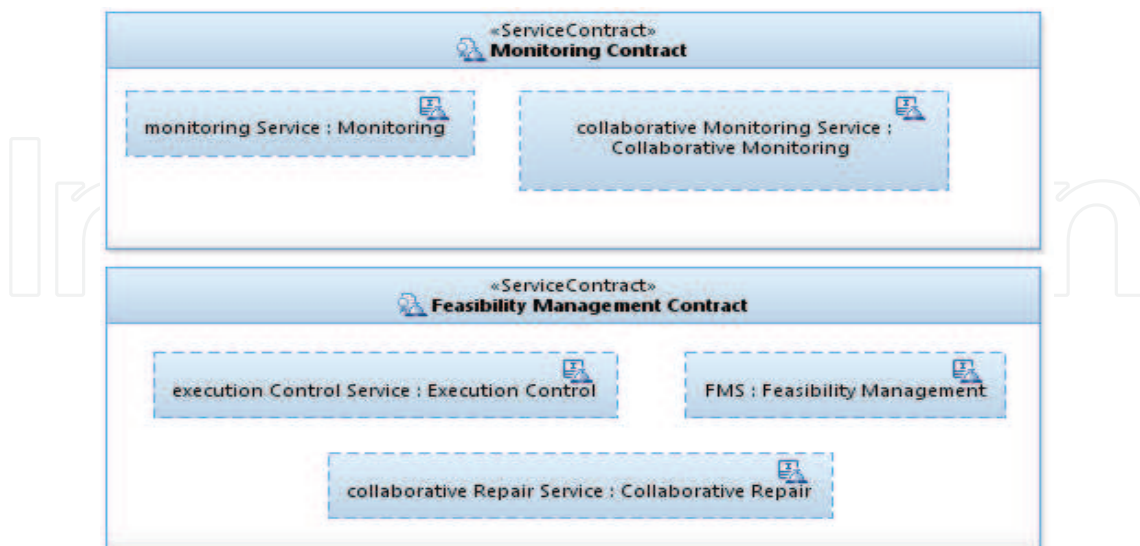 «ServiceContract»
Monitoring Contract
monitoring Service : Monitoring
collaborative Monitoring Service :
Collaborative Monitoring
«ServiceContract»
Feasibility Management Contract
execution Control Service : Execution Control
FMS : Feasibility Management
collaborative Repair Service : Collaborative Repair